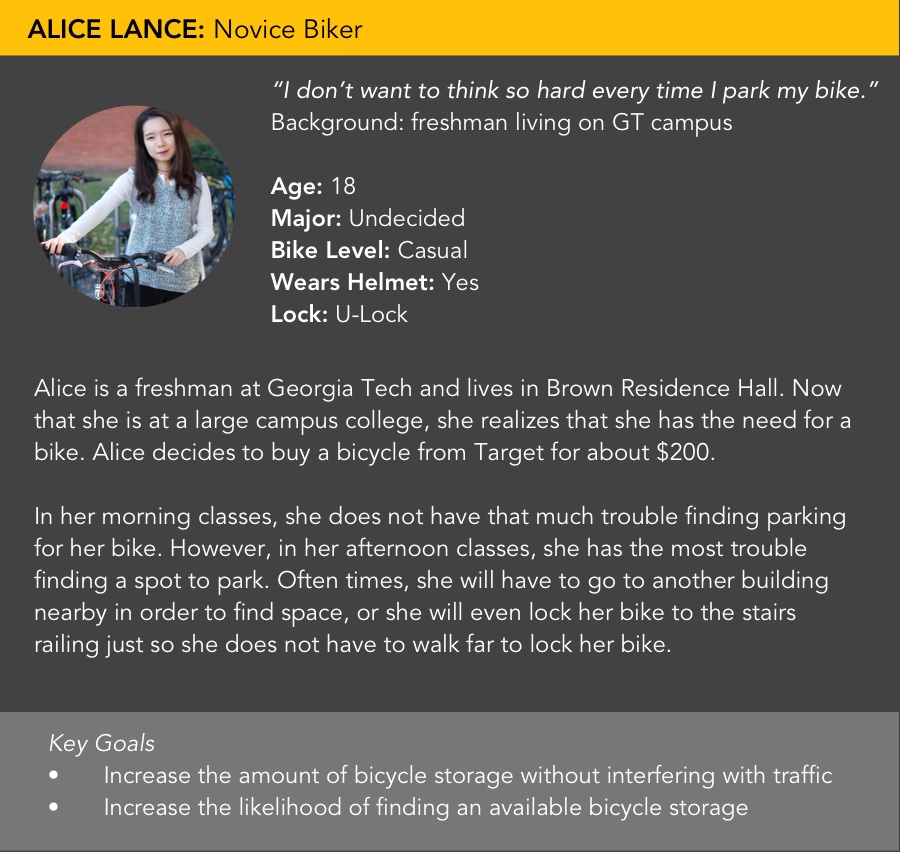 ALICE LANCE: Novice Biker
“I don’t want to think so hard every time I park my bike.”
Background: freshman living on GT campus
Age: 18
Major: Undecided
Bike Level: Casual
Wears Helmet: Yes
Lock: U-Lock
Alice is a freshman at Georgia Tech and lives in Brown Residence Hall. Now
that she is at a large campus college, she realizes that she has the need for a
bike. Alice decides to buy a bicycle from Target for about $200.
In her morning classes, she does not have that much trouble finding parking
for her bike. However, in her afternoon classes, she has the most trouble
finding a spot to park. Often times, she will have to go to another building
nearby in order to find space, or she will even lock her bike to the stairs
railing just so she does not have to walk far to lock her bike.
Key Goals
• Increase the amount of bicycle storage without interfering with traffic
• Increase the likelihood of finding an available bicycle storage